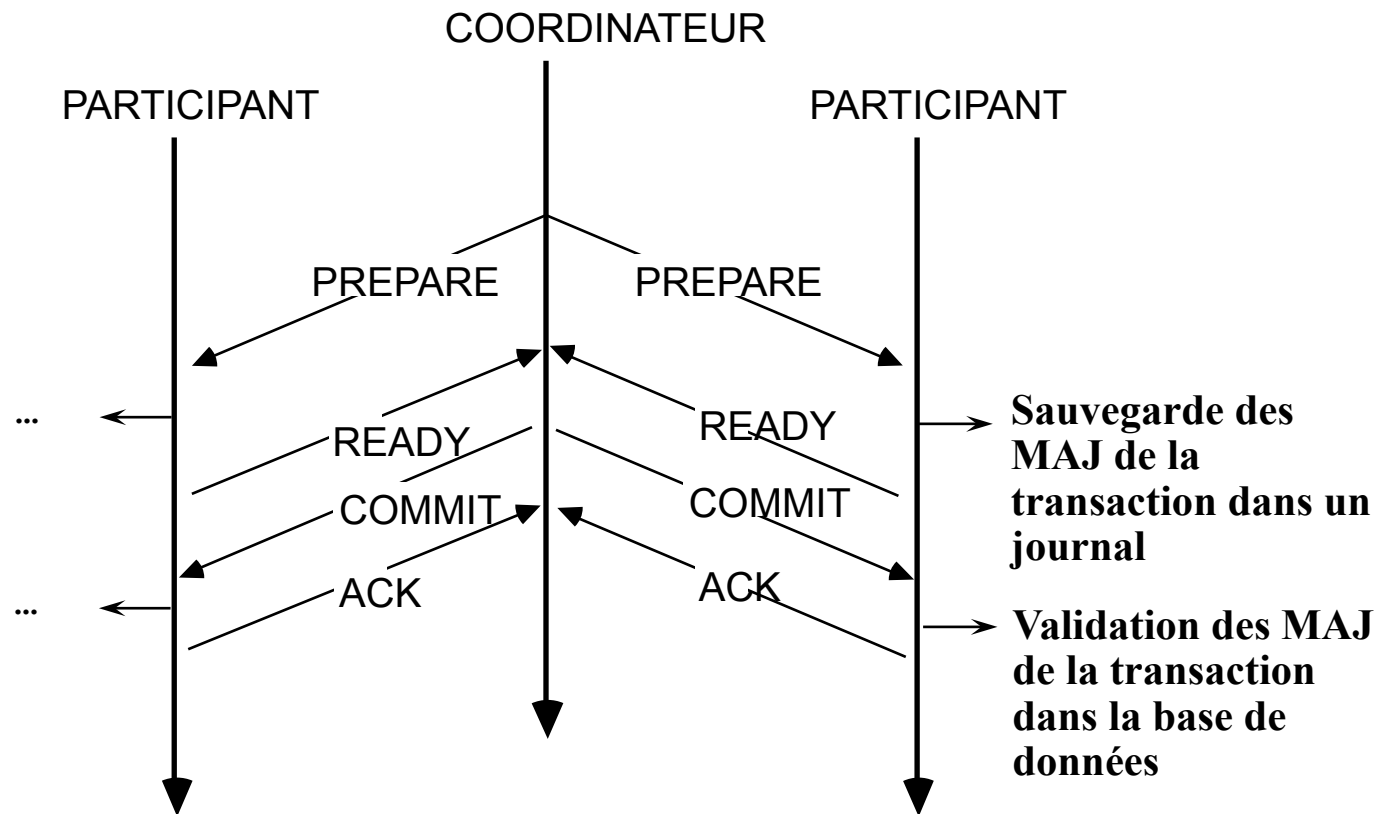 COORDINATEUR
PARTICIPANT
PARTICIPANT
PREPARE
PREPARE
...
READY
READY
Sauvegarde des
MAJ de la
transaction dans un
journal
COMMIT
COMMIT
...
ACK
ACK
Validation des MAJ
de la transaction
dans la base de
données